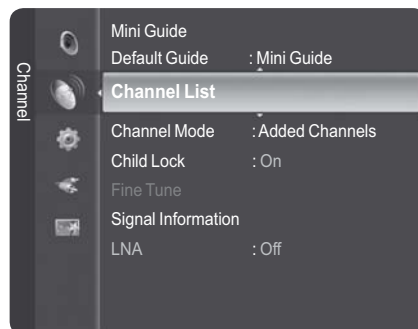 Channel
Mini Guide
Default Guide : Mini Guide
Channel List
Channel Mode : Added Channels
Child Lock : On
Fine Tune
Signal Information
LNA : Off